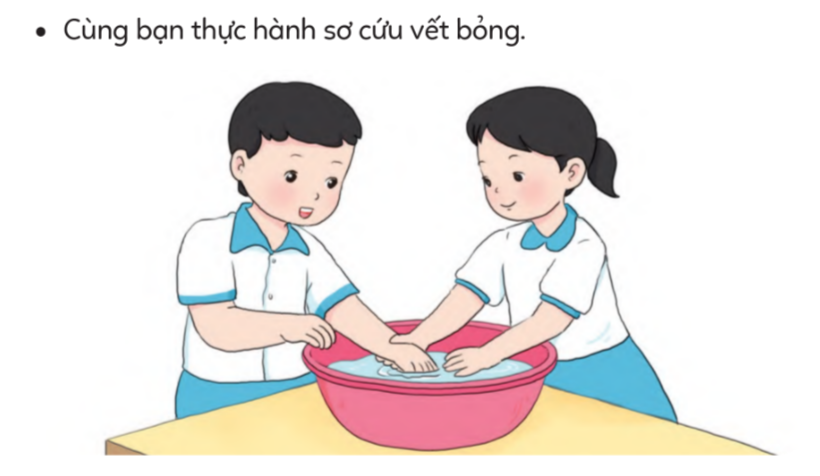 • Cùng bạn thực hành sơ cứu vết bỏng.